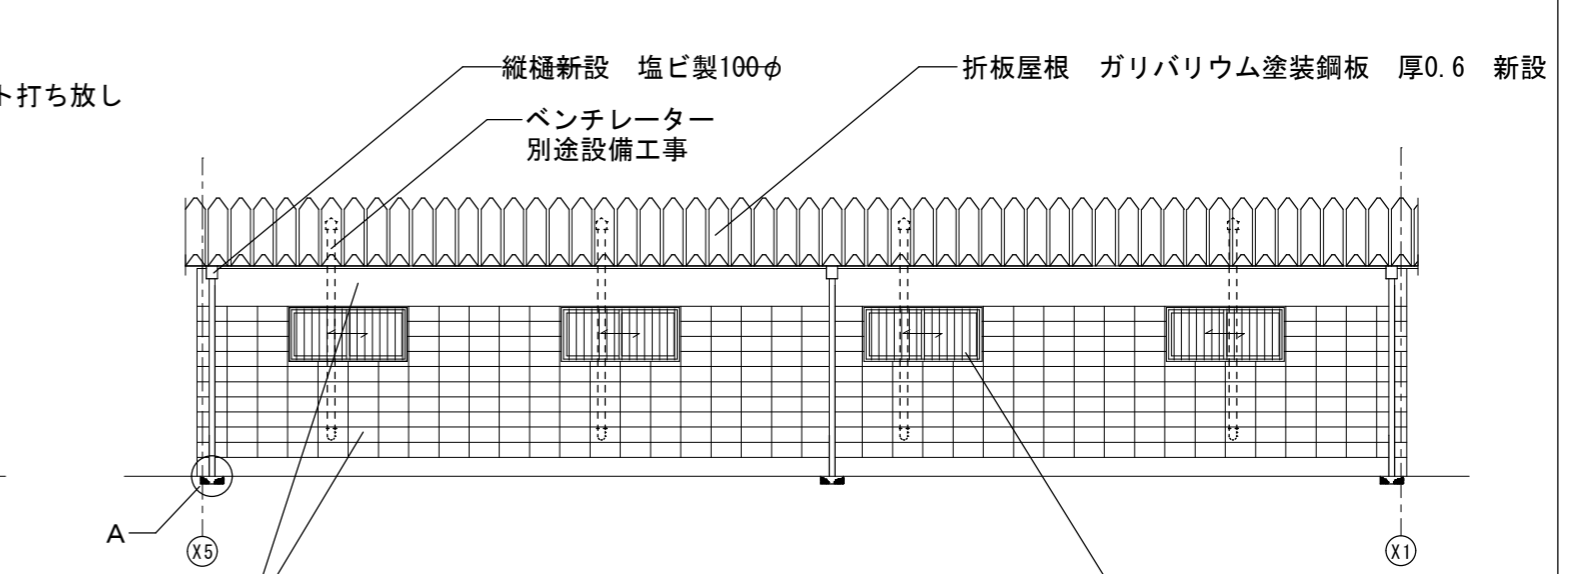 縦樋新設　塩ビ製100φ
折板屋根　ガリバリウム塗装鋼板　厚0.6　新設
ト打ち放し
ベンチレーター
別途設備工事
A
X5
X1